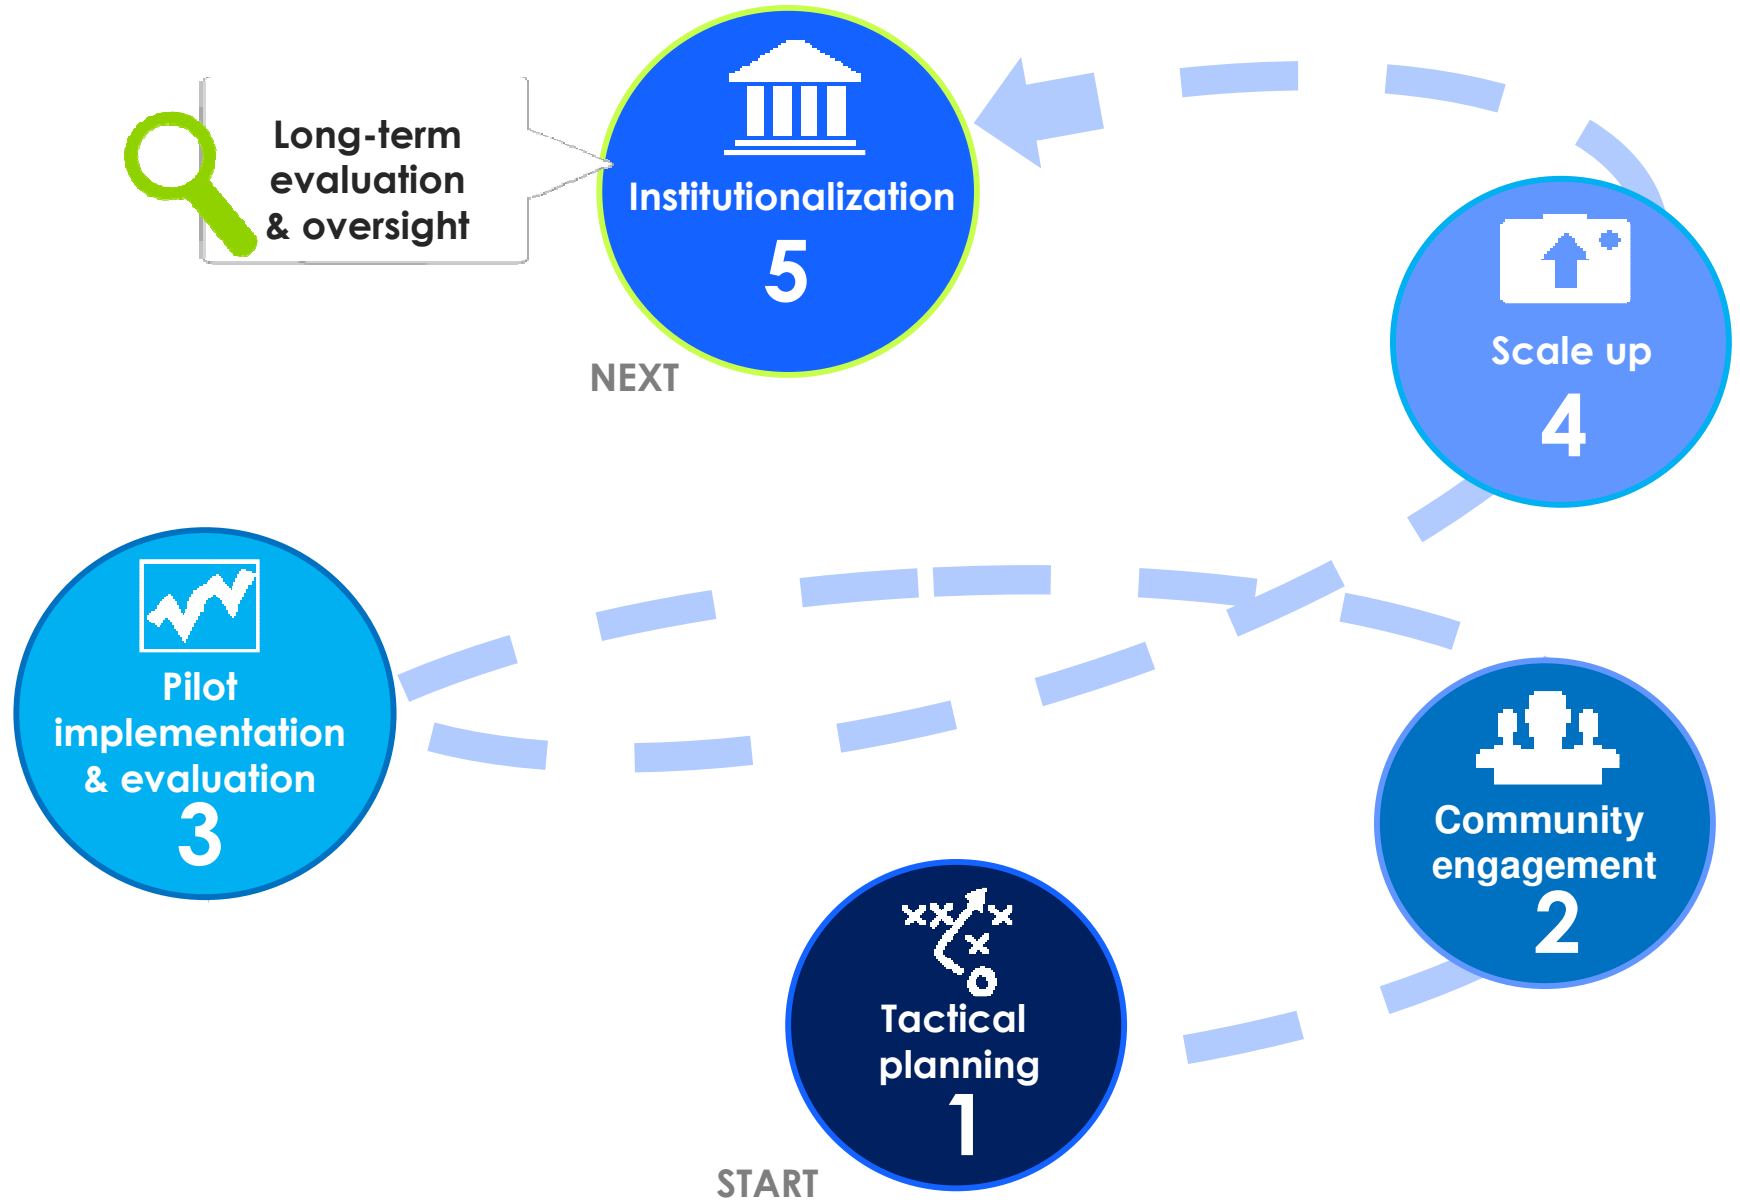 Long-term
evaluation
& oversight
Institutionalization
5
NEXT
Scale up
4
Pilot
implementation
& evaluation
3
Community
engagement
2
Tactical
planning
1
START